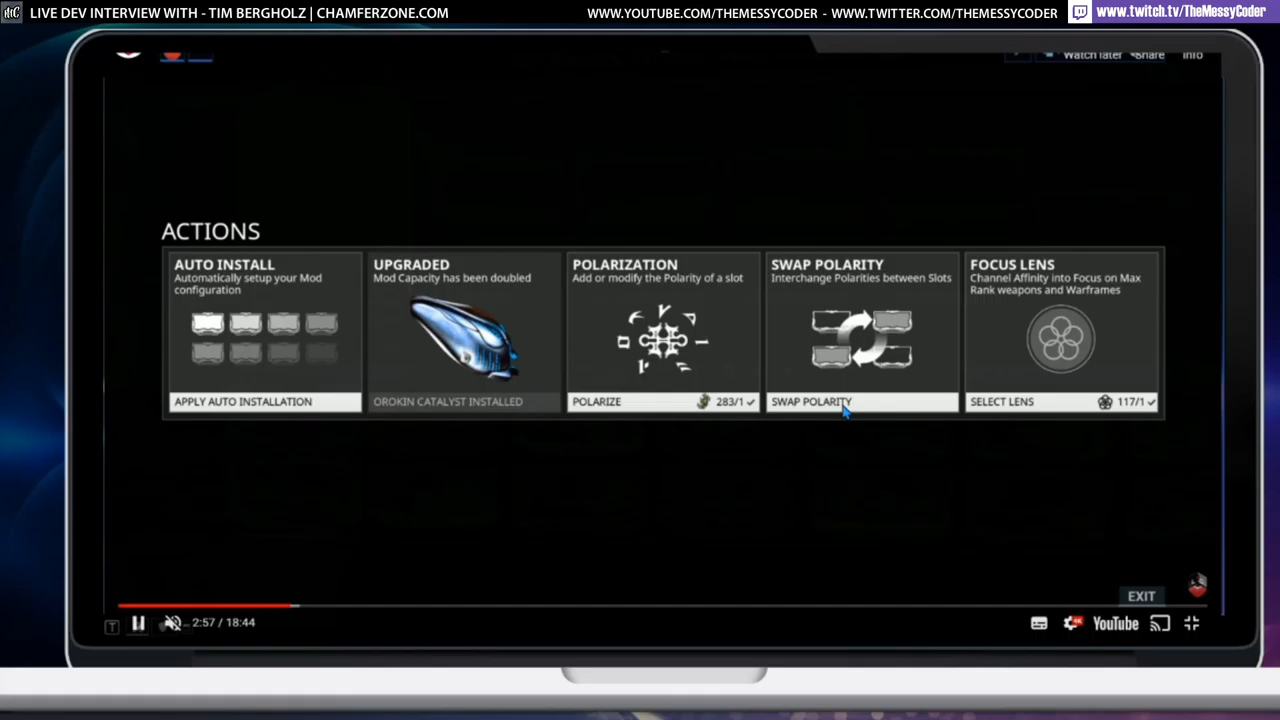 LIVE DEV INTERVIEW WITH - TIM BERGHOLZ | CHAMFERZONE.COM
WWW.YOUTUBE.COM/THEMESSYCODER - WWW.TWITTER.COM/THEMESSYCODER
www.twitch.tv/TheMessyCoder
Watch later Share Info
ACTIONS
AUTO INSTALL
Automatically setup your Mod
configuration
APPLY AUTO INSTALLATION
UPGRADED
Mod Capacity has been doubled
OROKIN CATALYST INSTALLED
POLARIZATION
Add or modify the Polarity of a slot
POLARIZE 283/1
SWAP POLARITY
Interchange Polarities between Slots
SWAP POLARITY
FOCUS LENS
Channel Affinity into Focus on Max
Rank weapons and Warframes
SELECT LENS 117/1
EXIT
T
2:57 / 18:44
YouTube